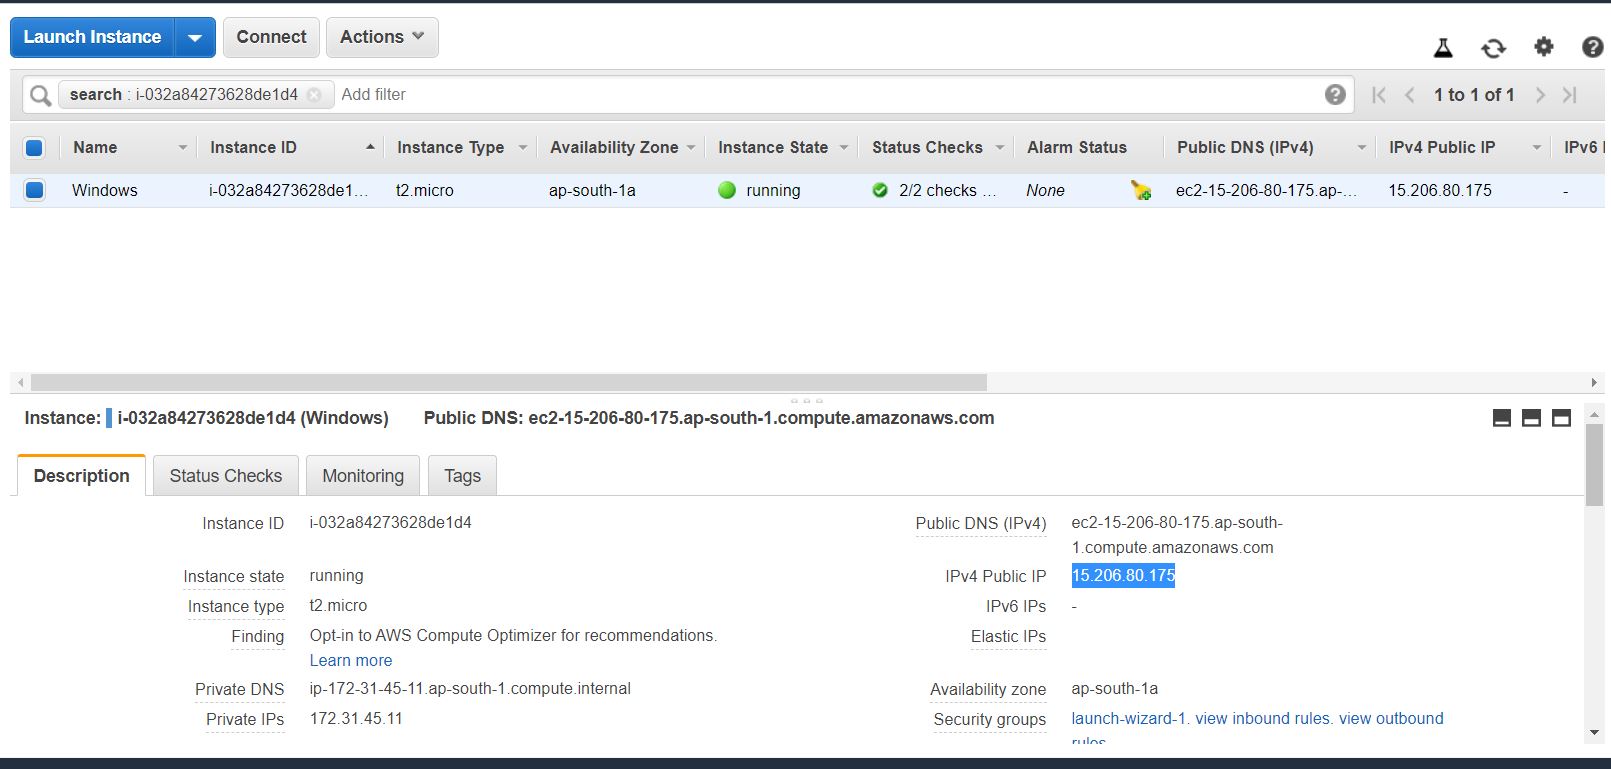 Launch Instance Connect Actions
search : i-032a84273628de1d4 Add filter 1 to 1 of 1
Name Instance ID Instance Type Availability Zone Instance State Status Checks Alarm Status Public DNS (IPv4) IPv4 Public IP IPv6
Windows i-032a84273628de1... t2.micro ap-south-1a running 2/2 checks ... None ec2-15-206-80-175.ap-... 15.206.80.175 -
Instance: i-032a84273628de1d4 (Windows) Public DNS: ec2-15-206-80-175.ap-south-1.compute.amazonaws.com
Description Status Checks Monitoring Tags
Instance ID i-032a84273628de1d4 Public DNS (IPv4) ec2-15-206-80-175.ap-south-
1.compute.amazonaws.com
Instance state running IPv4 Public IP 15.206.80.175
Instance type t2.micro IPv6 IPs -
Finding Opt-in to AWS Compute Optimizer for recommendations. Elastic IPs
Learn more
Private DNS ip-172-31-45-11.ap-south-1.compute.internal Availability zone ap-south-1a
Private IPs 172.31.45.11 Security groups launch-wizard-1. view inbound rules. view outbound
rules